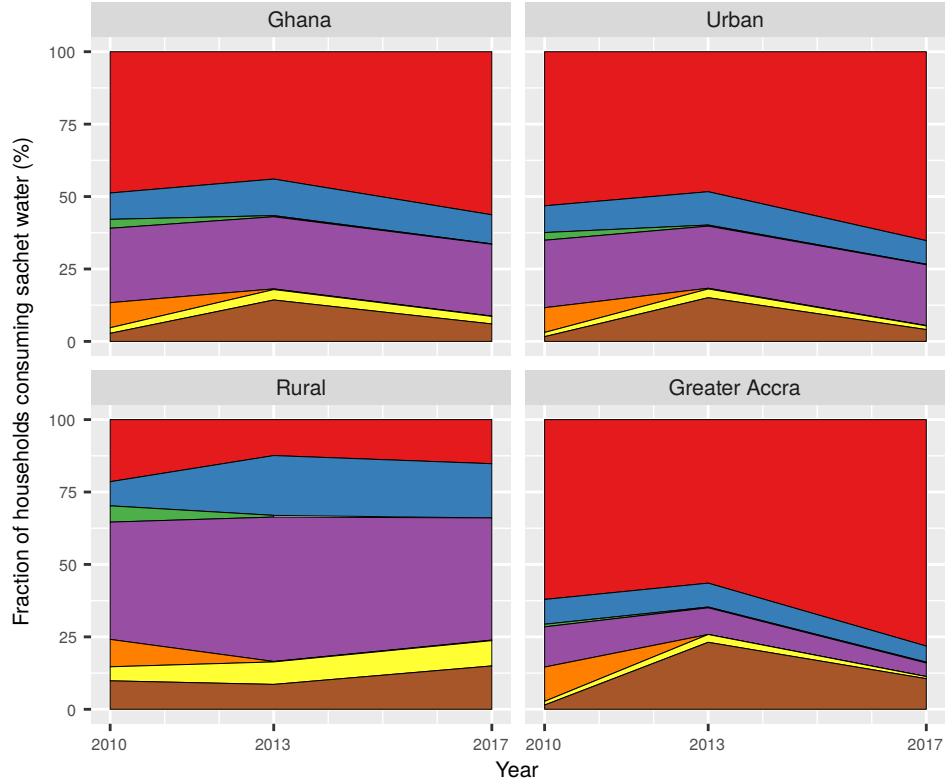 Ghana
Urban
Fraction of households consuming sachet water (%)
100
75
50
25
0
Rural
Greater Accra
100
75
50
25
0
2010
2013
2017
2010
2013
2017
Year